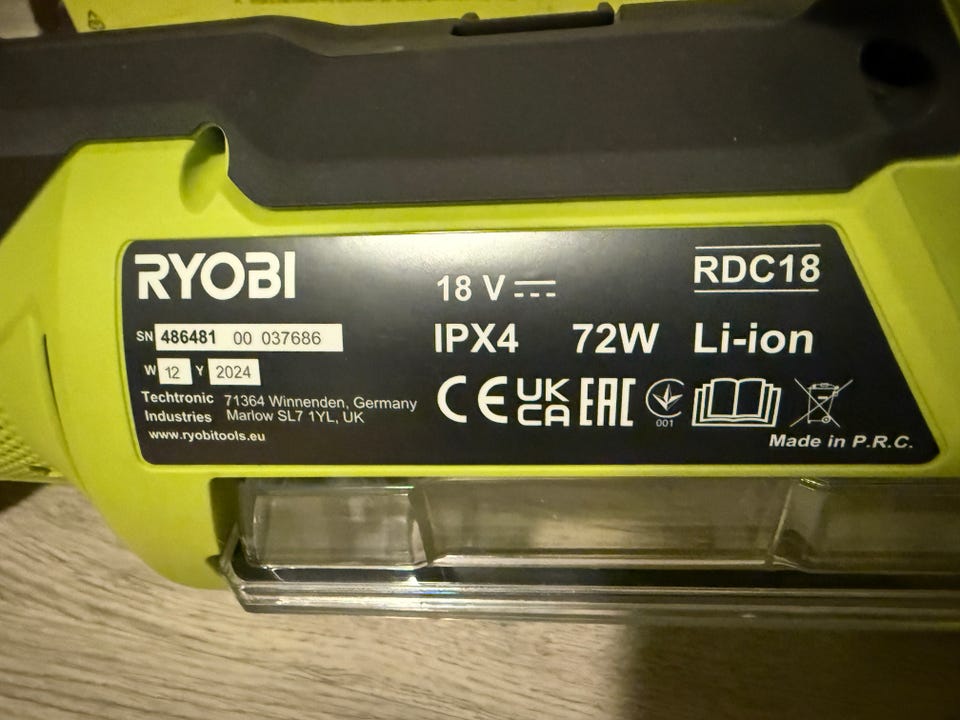 RYOBI
18 V
RDC18
SN 486481 00 037686
IPX4 72W Li-ion
W 12 Y 2024
Techtronic Industries
71364 Winnenden, Germany
Marlow SL7 1YL, UK
www.ryobitools.eu
CE UK CA EAC
001
Made in P.R.C.